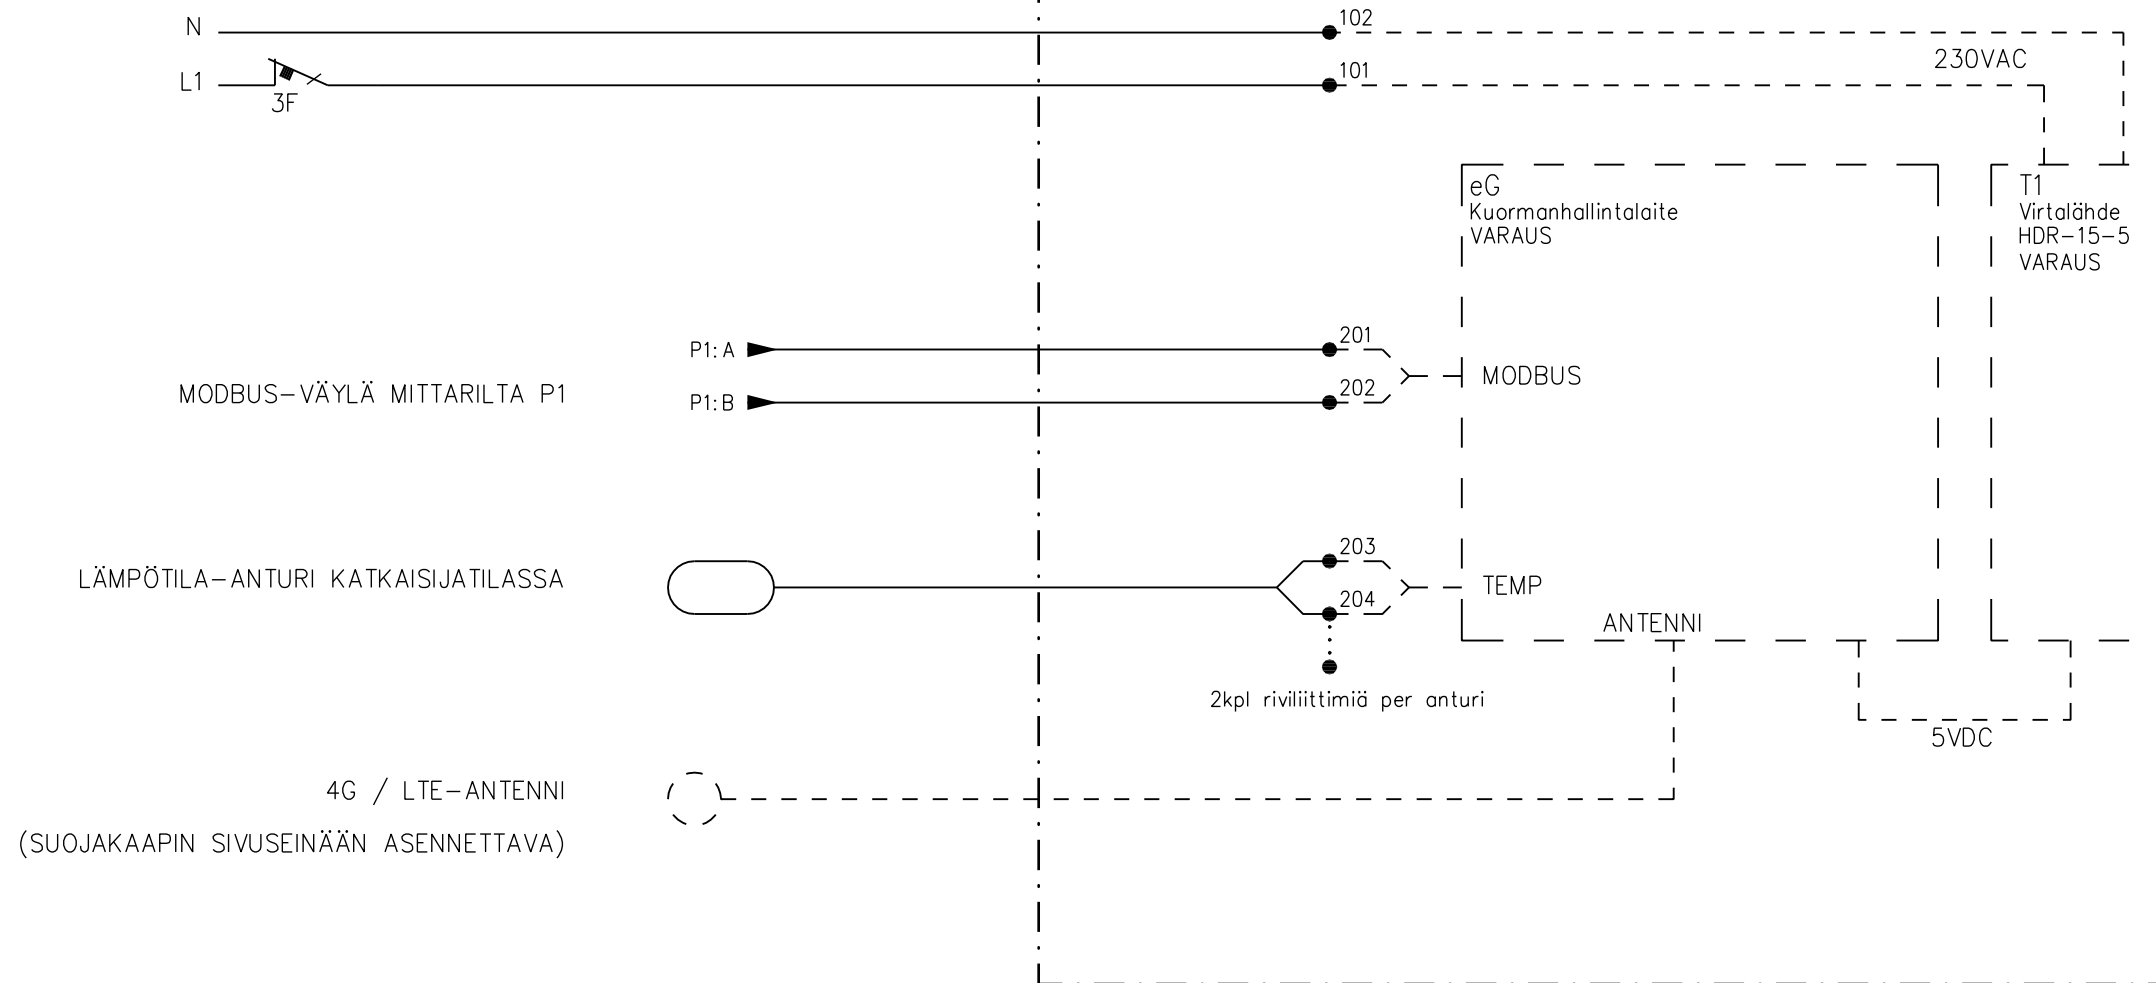 N
102
230VAC
L1
101
3F
eG
Kuormanhallintalaite
VARAUS
T1
Virtalähde
HDR-15-5
VARAUS
P1:A
201
MODBUS
MODBUS-VÄYLÄ MITTARILTA P1
P1:B
202
LÄMPÖTILA-ANTURI KATKAISIJATILASSA
203
204
TEMP
ANTENNI
2kpl riviliittimiä per anturi
5VDC
4G / LTE-ANTENNI
(SUOJAKAAPIN SIVUSEINÄÄN ASENNETTAVA)